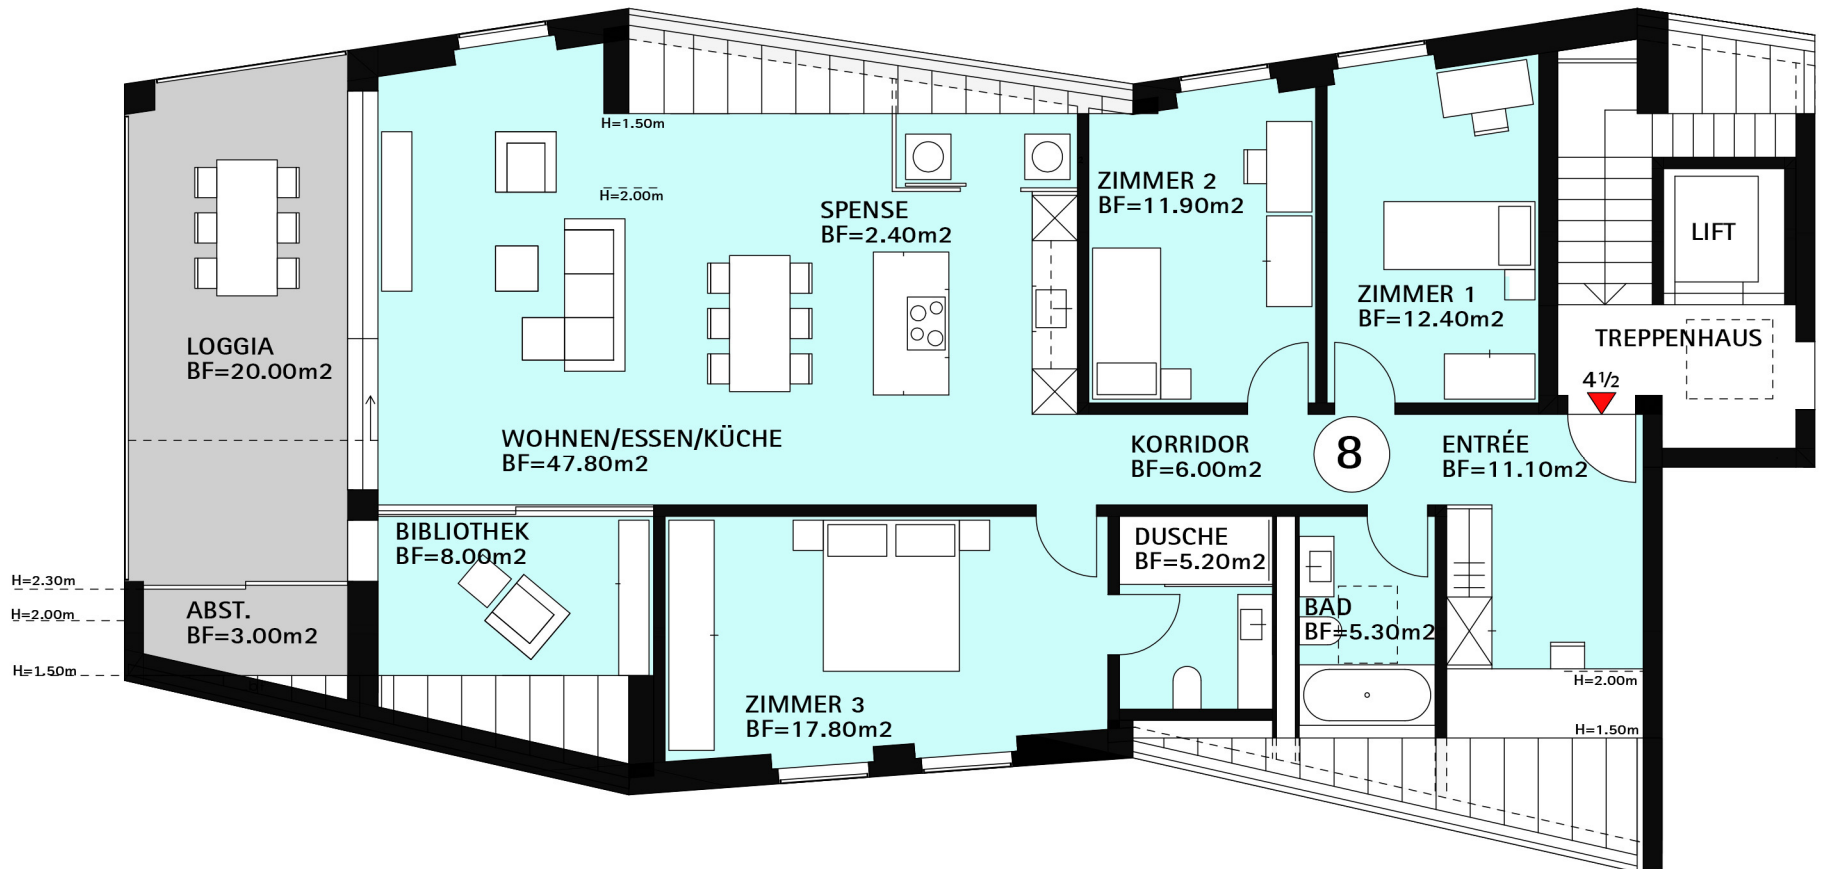 H=1.50m
H=2.00m
SPENSE
BF=2.40m2
ZIMMER 2
BF=11.90m2
ZIMMER 1
BF=12.40m2
LIFT
TREPPENHAUS
4½
LOGGIA
BF=20.00m2
WOHNEN/ESSEN/KÜCHE
BF=47.80m2
KORRIDOR
BF=6.00m2
8
ENTRÉE
BF=11.10m2
BIBLIOTHEK
BF=8.00m2
DUSCHE
BF=5.20m2
H=2.30m
H=2.00m
H=1.50m
ABST.
BF=3.00m2
BAD
BF=5.30m2
ZIMMER 3
BF=17.80m2
H=2.00m
H=1.50m